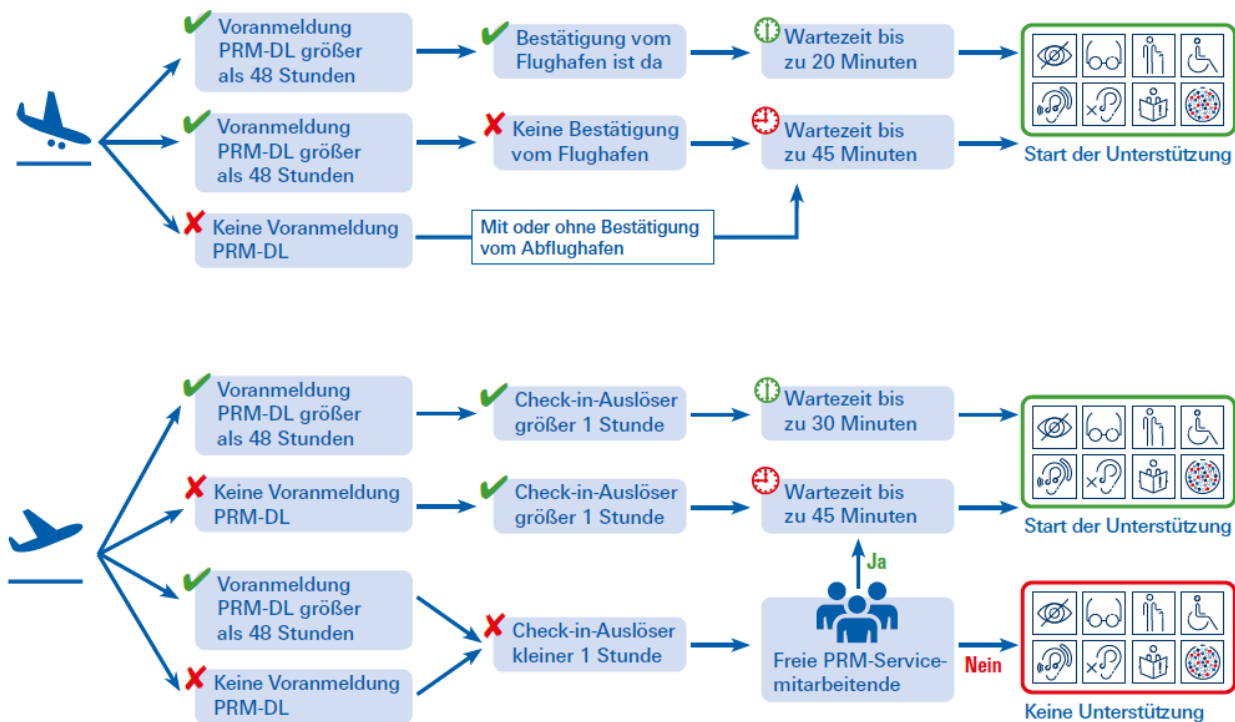 Voranmeldung
PRM-DL größer
als 48 Stunden
Bestätigung vom
Flughafen ist da
Wartezeit bis
zu 20 Minuten
Voranmeldung
PRM-DL größer
als 48 Stunden
Keine Bestätigung
vom Flughafen
Wartezeit bis
zu 45 Minuten
Start der Unterstützung
Keine Voranmeldung
PRM-DL
Mit oder ohne Bestätigung
vom Abflughafen
Voranmeldung
PRM-DL größer
als 48 Stunden
Check-in-Auslöser
größer 1 Stunde
Wartezeit bis
zu 30 Minuten
Keine Voranmeldung
PRM-DL
Check-in-Auslöser
größer 1 Stunde
Wartezeit bis
zu 45 Minuten
Start der Unterstützung
Ja
Voranmeldung
PRM-DL größer
als 48 Stunden
Keine Voranmeldung
PRM-DL
Check-in-Auslöser
kleiner 1 Stunde
Freie PRM-Service-
mitarbeitende
Nein
Keine Unterstützung